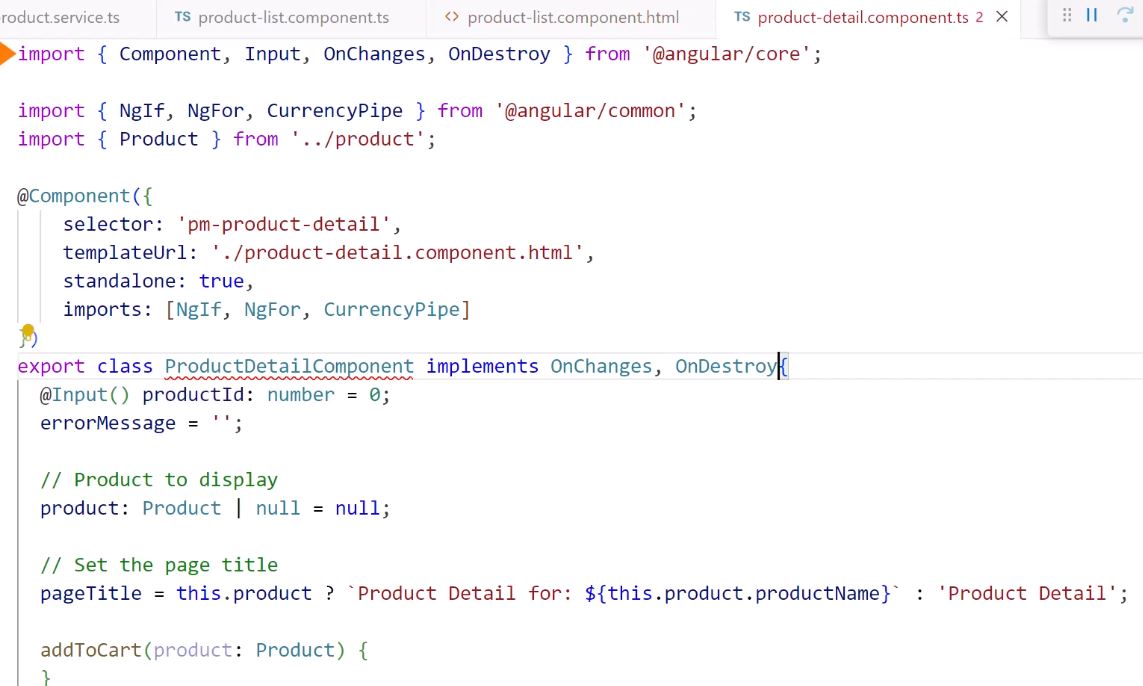 roduct.service.ts
TS product-list.component.ts
<> product-list.component.html
TS product-detail.component.ts 2
import { Component, Input, OnChanges, OnDestroy } from '@angular/core';
import { NgIf, NgFor, CurrencyPipe } from '@angular/common';
import { Product } from '../product';
@Component({
selector: 'pm-product-detail',
templateUrl: './product-detail.component.html',
standalone: true,
imports: [NgIf, NgFor, CurrencyPipe]
})
export class ProductDetailComponent implements OnChanges, OnDestroy{
@Input() productId: number = 0;
errorMessage = '';
// Product to display
product: Product | null = null;
// Set the page title
pageTitle = this.product ? `Product Detail for: ${this.product.productName}` : 'Product Detail';
addToCart(product: Product) {
}